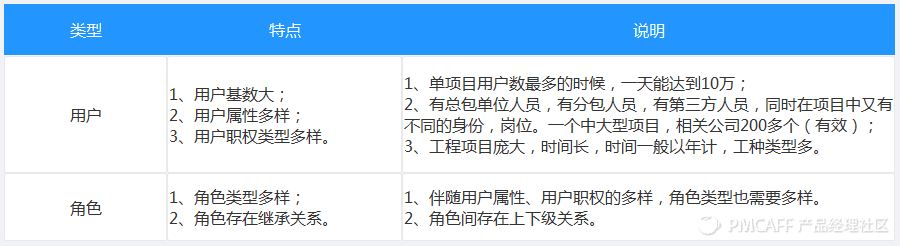 类型 特点 说明
用户
1、用户基数大；
2、用户属性多样；
3、用户职权类型多样。
1、单项目用户数最多的时候，一天能达到10万；
2、有总包单位人员，有分包人员，有第三方人员，同时在项目中又有
不同的身份，岗位。一个中大型项目，相关公司200多个（有效）；
3、工程项目庞大，时间长，时间一般以年计，工种类型多。
角色
1、角色类型多样；
2、角色存在继承关系。
1、伴随用户属性、用户职权的多样，角色类型也需要多样。
2、角色间存在上下级关系。
PMCAFF 产品经理社区